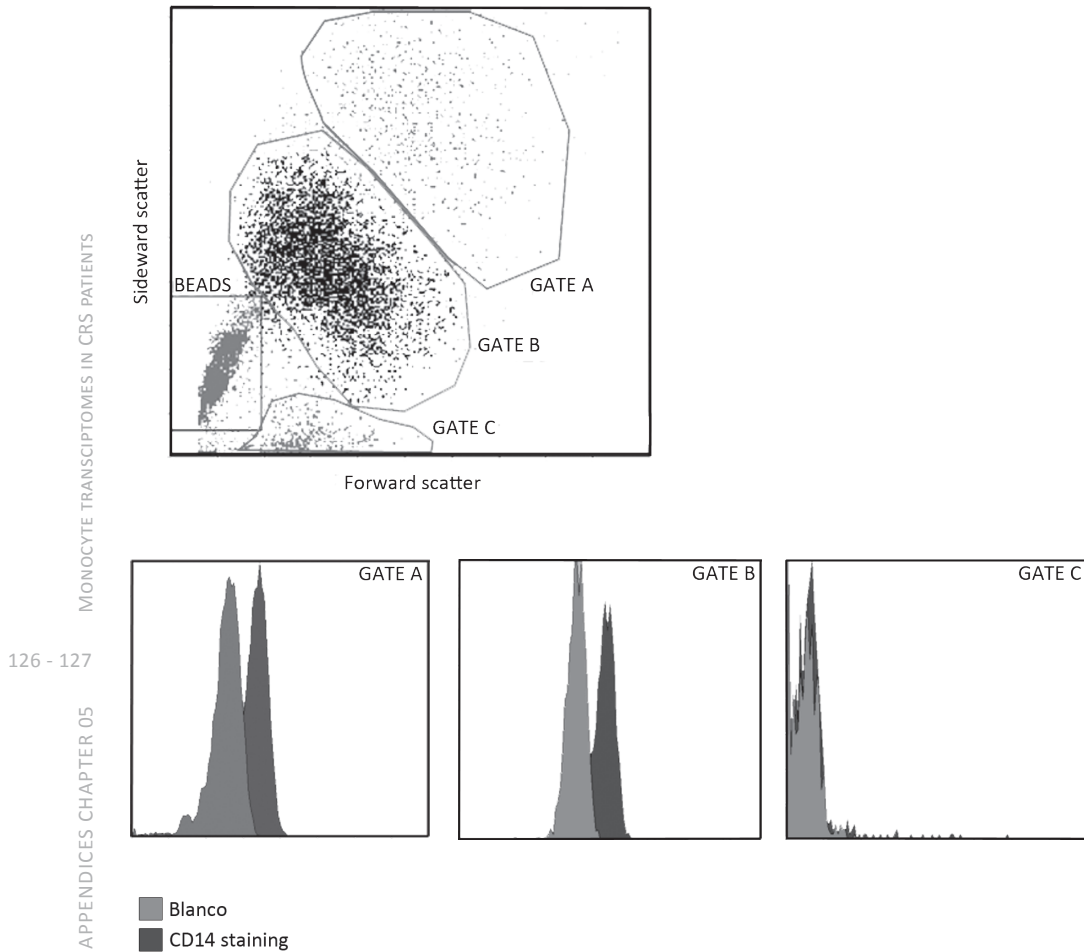 Sideward scatter
BEADS
GATE A
GATE B
GATE C
Forward scatter
MONOCYTE TRANSCIPTOMES IN CRS PATIENTS
126 - 127
APPENDICES CHAPTER 05
GATE A
GATE B
GATE C
Blanco
CD14 staining